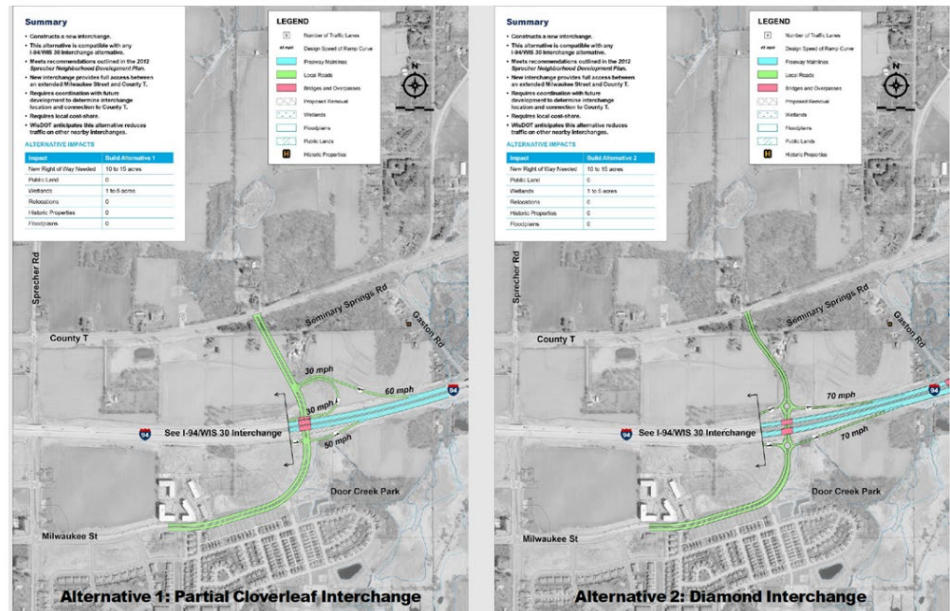 Summary
• Constructs a new interchange.
• This alternative is compatible with any
I-94/WIS 30 Interchange alternative.
• Meets recommendations outlined in the 2012
Sprecher Neighborhood Development Plan.
• New interchange provides full access between
an extended Milwaukee Street and County T.
• Requires coordination with future
development to determine interchange
location and connection to County T.
• Requires local cost-share.
• WisDOT anticipates this alternative reduces
traffic on other nearby interchanges.
ALTERNATIVE IMPACTS
Impact Build Alternative 1
New Right of Way Needed 10 to 15 acres
Public Land 0
Wetlands 1 to 5 acres
Relocations 0
Historic Properties 0
Floodplains 0
LEGEND
Number of Traffic Lanes
45 mph Design Speed of Ramp Curve
Freeway Mainlines
Local Roads
Bridges and Overpasses
Proposed Removal
Wetlands
Floodplains
Public Lands
H Historic Properties
N
Sprecher Rd
County T
Seminary Springs Rd
Gaston Rd
30 mph
60 mph
94
30 mph
94
See I-94/WIS 30 Interchange
50 mph
Door Creek Park
Milwaukee St
Alternative 1: Partial Cloverleaf Interchange
Summary
• Constructs a new interchange.
• This alternative is compatible with any
I-94/WIS 30 Interchange alternative.
• Meets recommendations outlined in the 2012
Sprecher Neighborhood Development Plan.
• New interchange provides full access between
an extended Milwaukee Street and County T.
• Requires coordination with future
development to determine interchange
location and connection to County T.
• Requires local cost-share.
• WisDOT anticipates this alternative reduces
traffic on other nearby interchanges.
ALTERNATIVE IMPACTS
Impact Build Alternative 2
New Right of Way Needed 10 to 15 acres
Public Land 0
Wetlands 1 to 5 acres
Relocations 0
Historic Properties 0
Floodplains 0
LEGEND
Number of Traffic Lanes
45 mph Design Speed of Ramp Curve
Freeway Mainlines
Local Roads
Bridges and Overpasses
Proposed Removal
Wetlands
Floodplains
Public Lands
H Historic Properties
N
Sprecher Rd
County T
Seminary Springs Rd
Gaston Rd
70 mph
94
94
See I-94/WIS 30 Interchange
70 mph
Door Creek Park
Milwaukee St
Alternative 2: Diamond Interchange